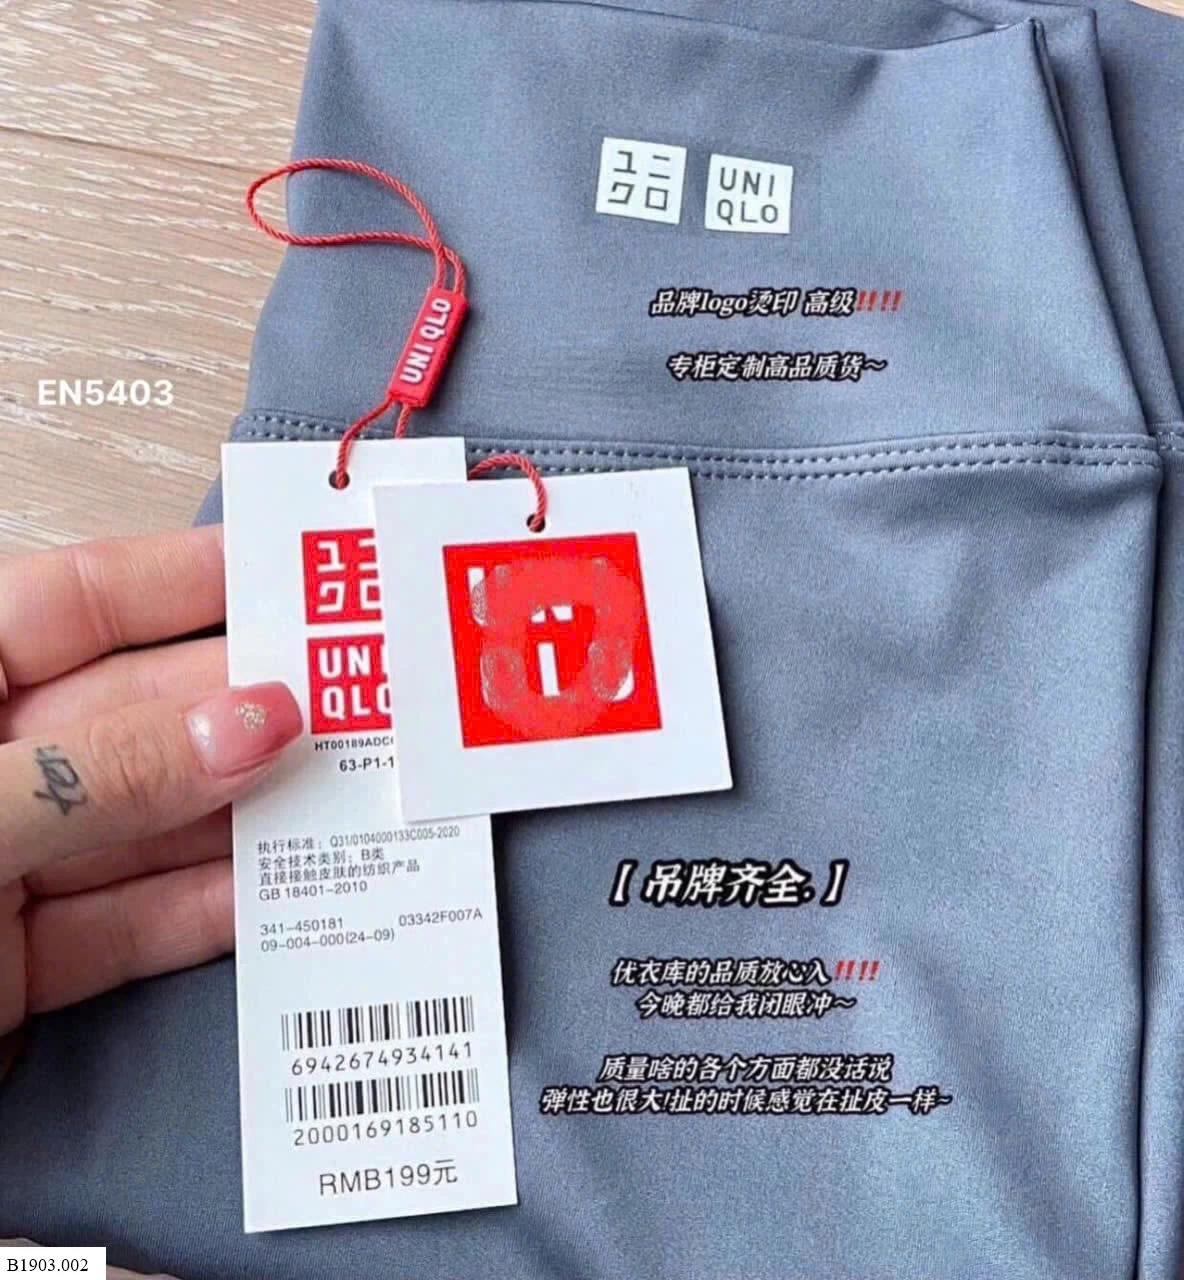 ユニ
クロ
UNI
QLO
品牌logo烫印 高级‼️‼️
专柜定制高品质货～
UNIQLO
EN5403
ユニ
クロ
UN
QLO
HT00189ADC
63-P1-1
执行标准：Q31/0104000133C005-2020
安全技术类别：B类
直接接触皮肤的纺织产品
GB 18401-2010
341-450181 03342F007A
09-004-000(24-09)
6942674934141
2000169185110
RMB199元
【 吊牌齐全. 】
优衣库的品质放心入‼️‼️
今晚都给我闭眼冲～
质量啥的各个方面都没话说
弹性也很大!扯的时候感觉在扯皮一样~
B1903.002